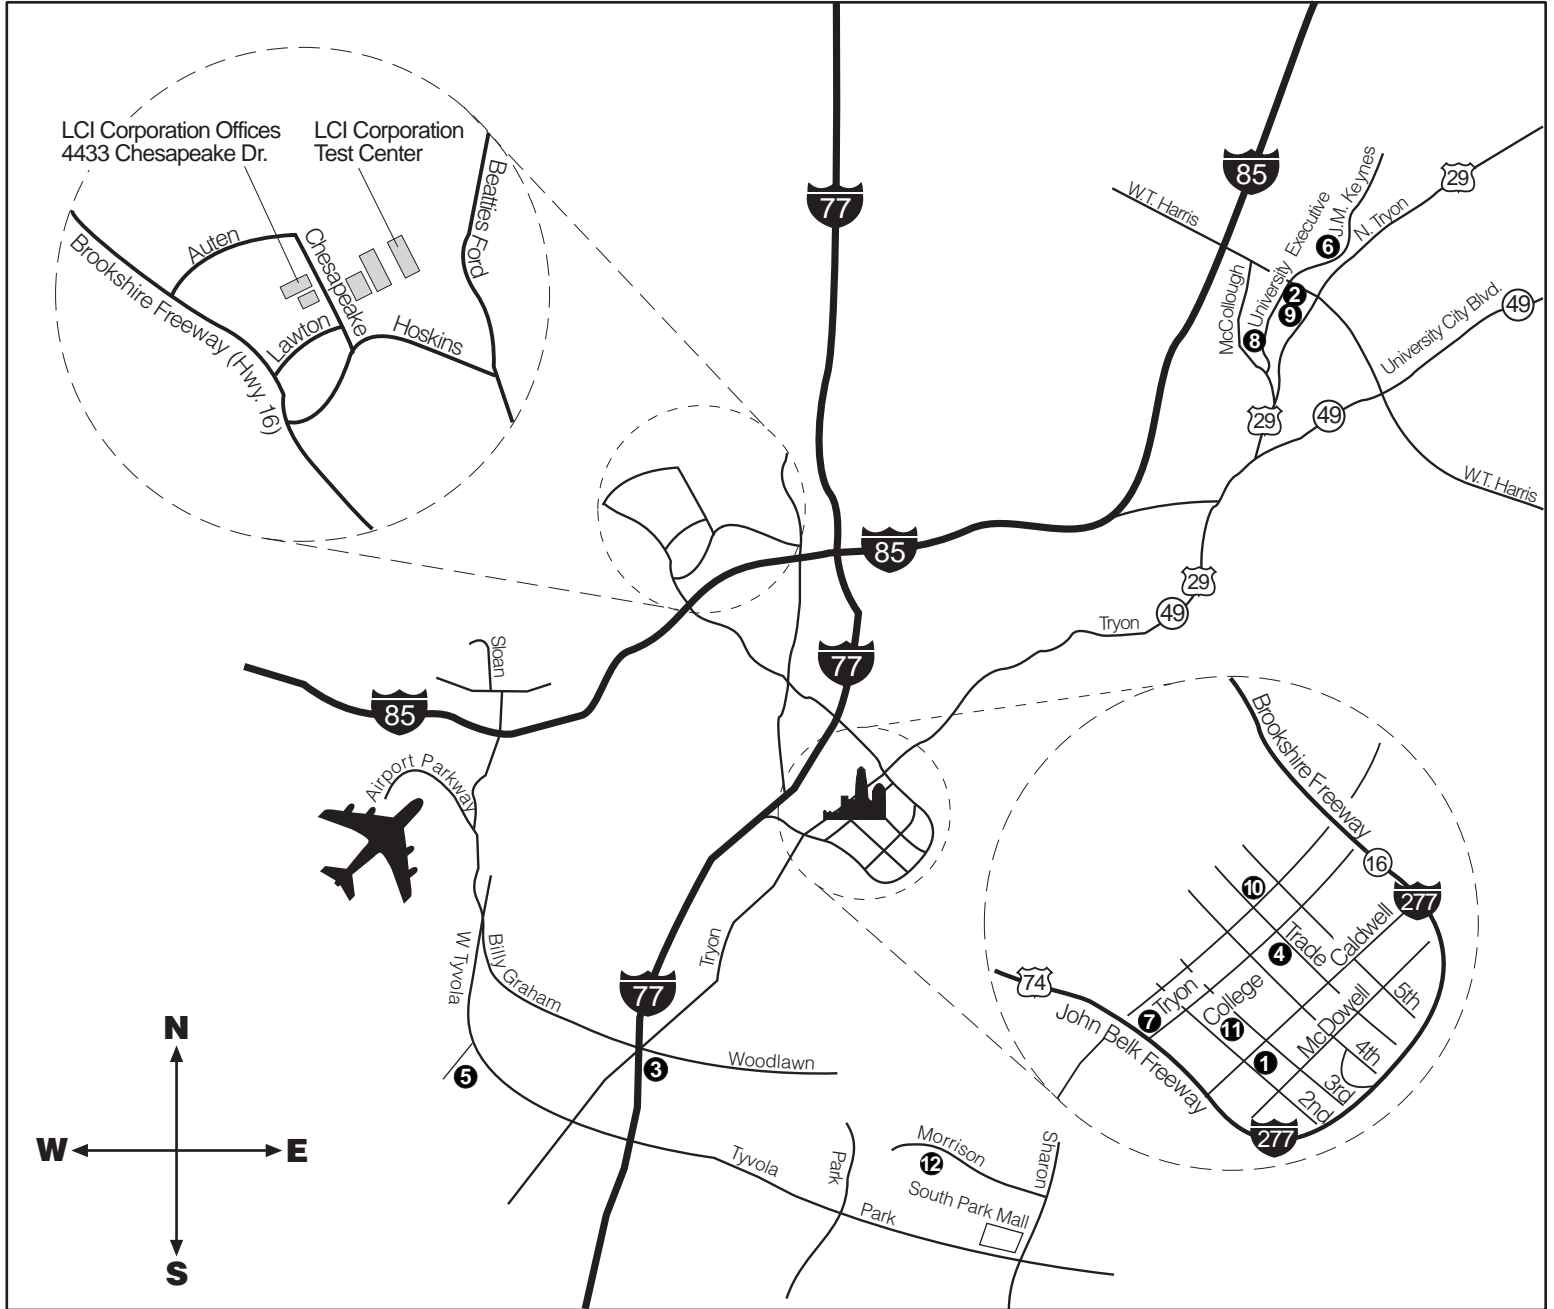 LCI Corporation Offices
4433 Chesapeake Dr.
LCI Corporation
Test Center
Beatties Ford
Auten
Chesapeake
Brookshire Freeway (Hwy. 16)
Lawton
Hoskins
77
85
W.T. Harris
University Executive
J.M. Keynes
29
N. Tryon
6
McCollough
2
9
8
University City Blvd.
49
29
49
W.T. Harris
85
29
49
Tryon
77
Sloan
85
Airport Parkway
Brookshire Freeway
16
277
10
Trade
Caldwell
4
74
Tryon
College
5th
7
11
McDowell
John Belk Freeway
1
4th
3rd
2nd
277
W Tyvola
Billy Graham
Tryon
77
Woodlawn
3
5
N
W
E
S
Tyvola
Park
Morrison
12
Sharon
South Park Mall
Park